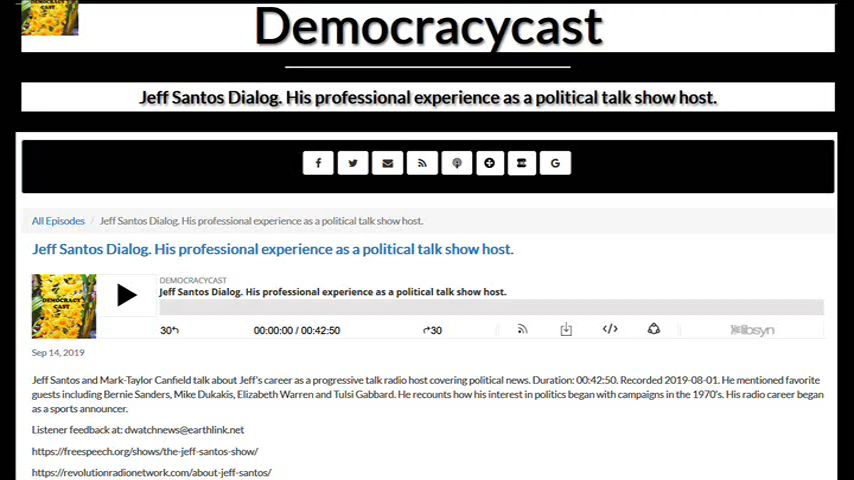 Democracycast
Jeff Santos Dialog. His professional experience as a political talk show host.
All Episodes / Jeff Santos Dialog. His professional experience as a political talk show host.
Jeff Santos Dialog. His professional experience as a political talk show host.
DEMOCRACY
CAST
DEMOCRACYCAST
Jeff Santos Dialog. His professional experience as a political talk show host.
30 00:00:00 / 00:42:50 30 libsyn
Sep 14, 2019
Jeff Santos and Mark-Taylor Canfield talk about Jeff's career as a progressive talk radio host covering political news. Duration: 00:42:50. Recorded 2019-08-01. He mentioned favorite
guests including Bernie Sanders, Mike Dukakis, Elizabeth Warren and Tulsi Gabbard. He recounts how his interest in politics began with campaigns in the 1970's. His radio career began
as a sports announcer.
Listener feedback at: dwatchnews@earthlink.net
https://freespeech.org/shows/the-jeff-santos-show/
https://revolutionradionetwork.com/about-jeff-santos/